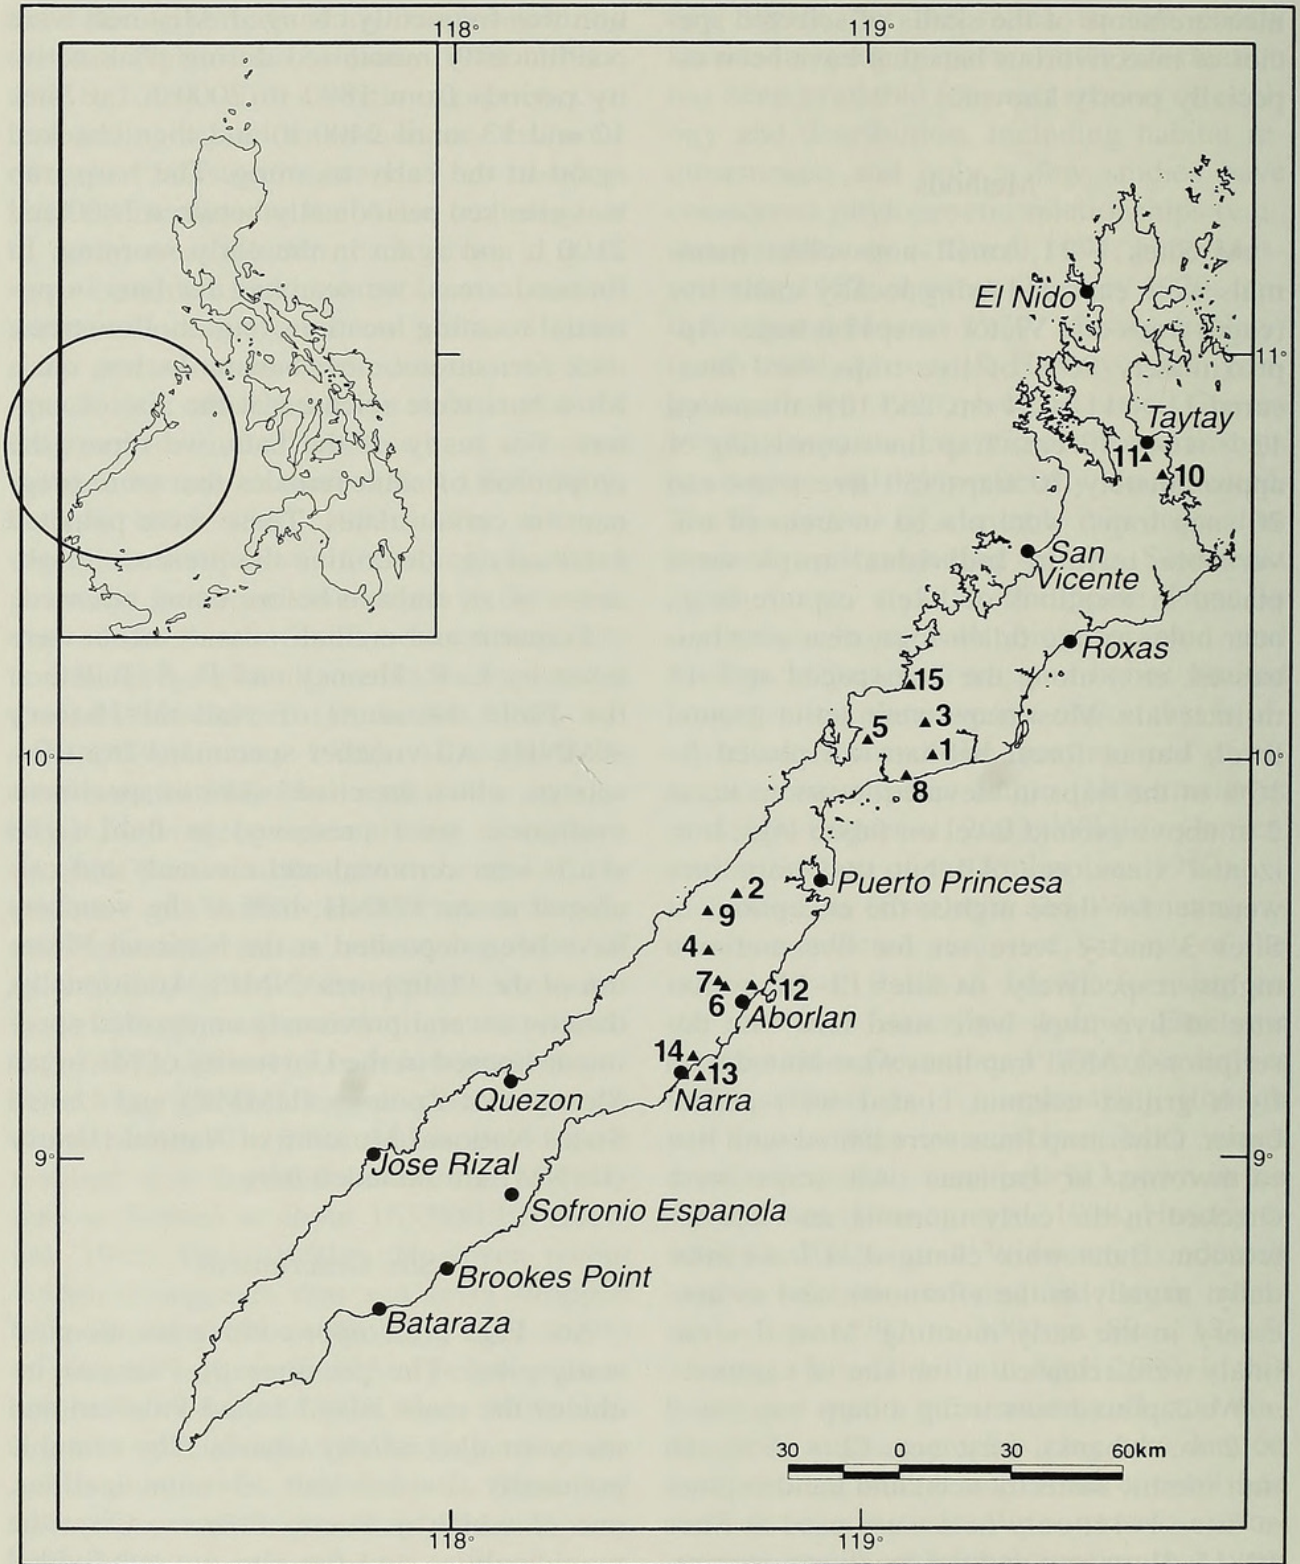 118° 119°
El Nido
11°
Taytay
11
10
San
Vicente
Roxas
15
3
5
1
10° 10°
8
Puerto Princesa
2
9
4
7 12
6
Aborlan
14
13
Quezon Narra
9° 9°
Jose Rizal
Sofronio Espanola
Brookes Point
Bataraza
30 0 30 60km
118° 119°